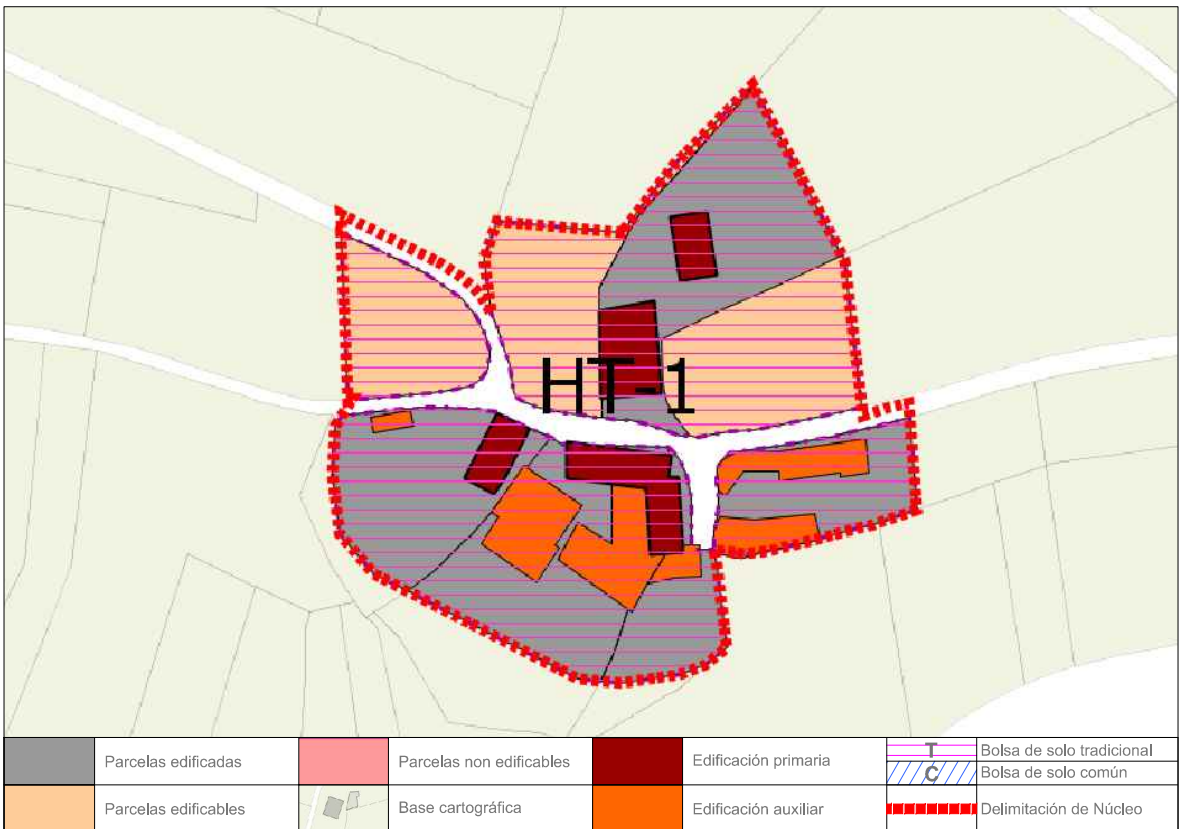 HT-1
Parcelas edificadas
Parcelas non edificables
Edificación primaria
T
Bolsa de solo tradicional
C
Bolsa de solo común
Parcelas edificables
Base cartográfica
Edificación auxiliar
Delimitación de Núcleo